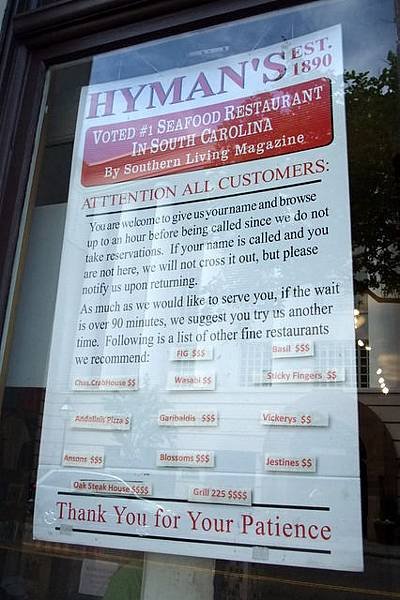 HYMAN'S EST. 1890
VOTED #1 SEAFOOD RESTAURANT
IN SOUTH CAROLINA
By Southern Living Magazine
ATTTENTION ALL CUSTOMERS:
You are welcome to give us your name and browse
up to an hour before being called since we do not
take reservations. If your name is called and you
are not here, we will not cross it out, but please
notify us upon returning.
As much as we would like to serve you, if the wait
is over 90 minutes, we suggest you try us another
time. Following is a list of other fine restaurants
we recommend:
FIG $$$ Basil $$$
Chas.CrabHouse $$ Wasabi $$ Sticky Fingers $$
Andolinis Pizza $ Garibaldis $$$ Vickerys $$
Ansons $$$ Blossoms $$$ Jestines $$
Oak Steak House $$$$ Grill 225 $$$$
Thank You for Your Patience